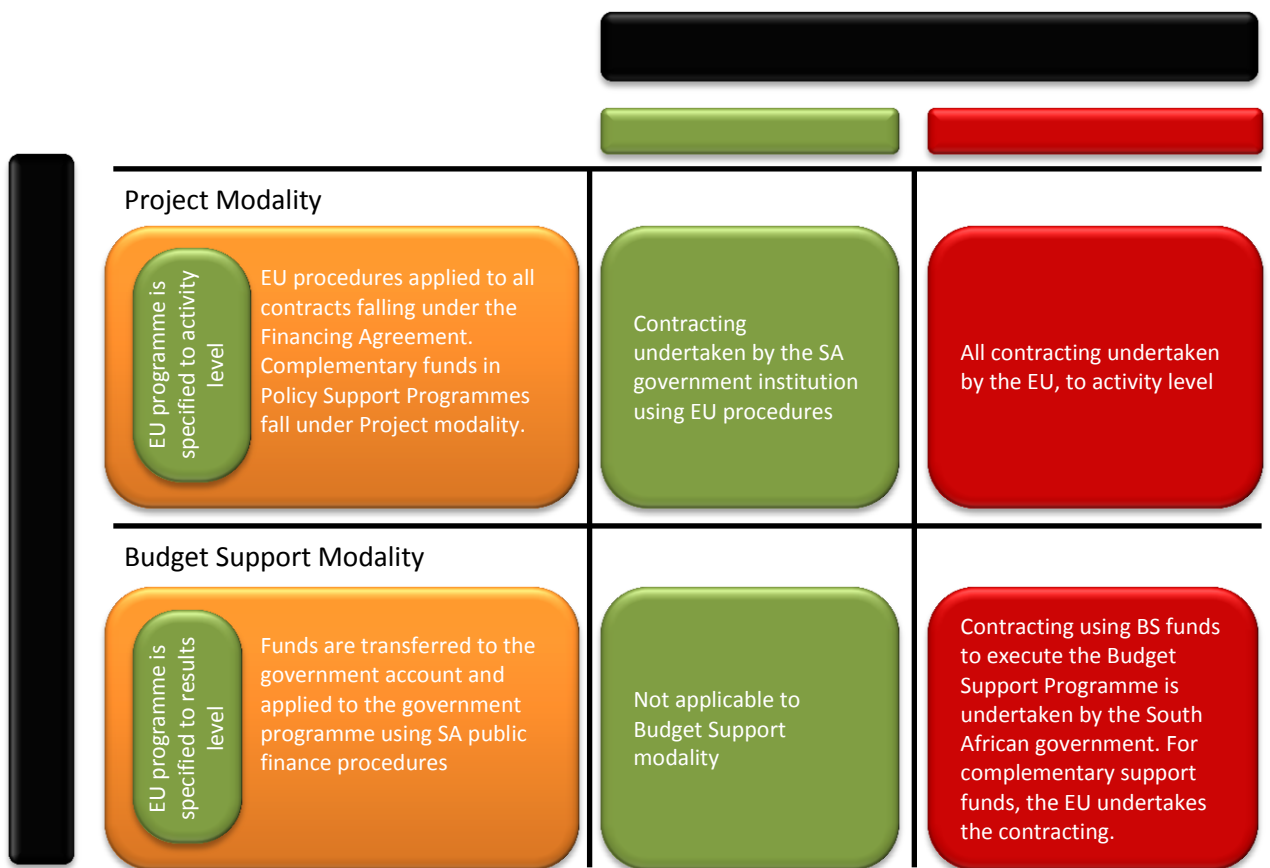 Project Modality
EU programme is
specified to activity
level
EU procedures applied to all
contracts falling under the
Financing Agreement.
Complementary funds in
Policy Support Programmes
fall under Project modality.
Contracting
undertaken by the SA
government institution
using EU procedures
All contracting undertaken
by the EU, to activity level
Budget Support Modality
EU programme is
specified to results
level
Funds are transferred to the
government account and
applied to the government
programme using SA public
finance procedures
Not applicable to
Budget Support
modality
Contracting using BS funds
to execute the Budget
Support Programme is
undertaken by the South
African government. For
complementary support
funds, the EU undertakes
the contracting.